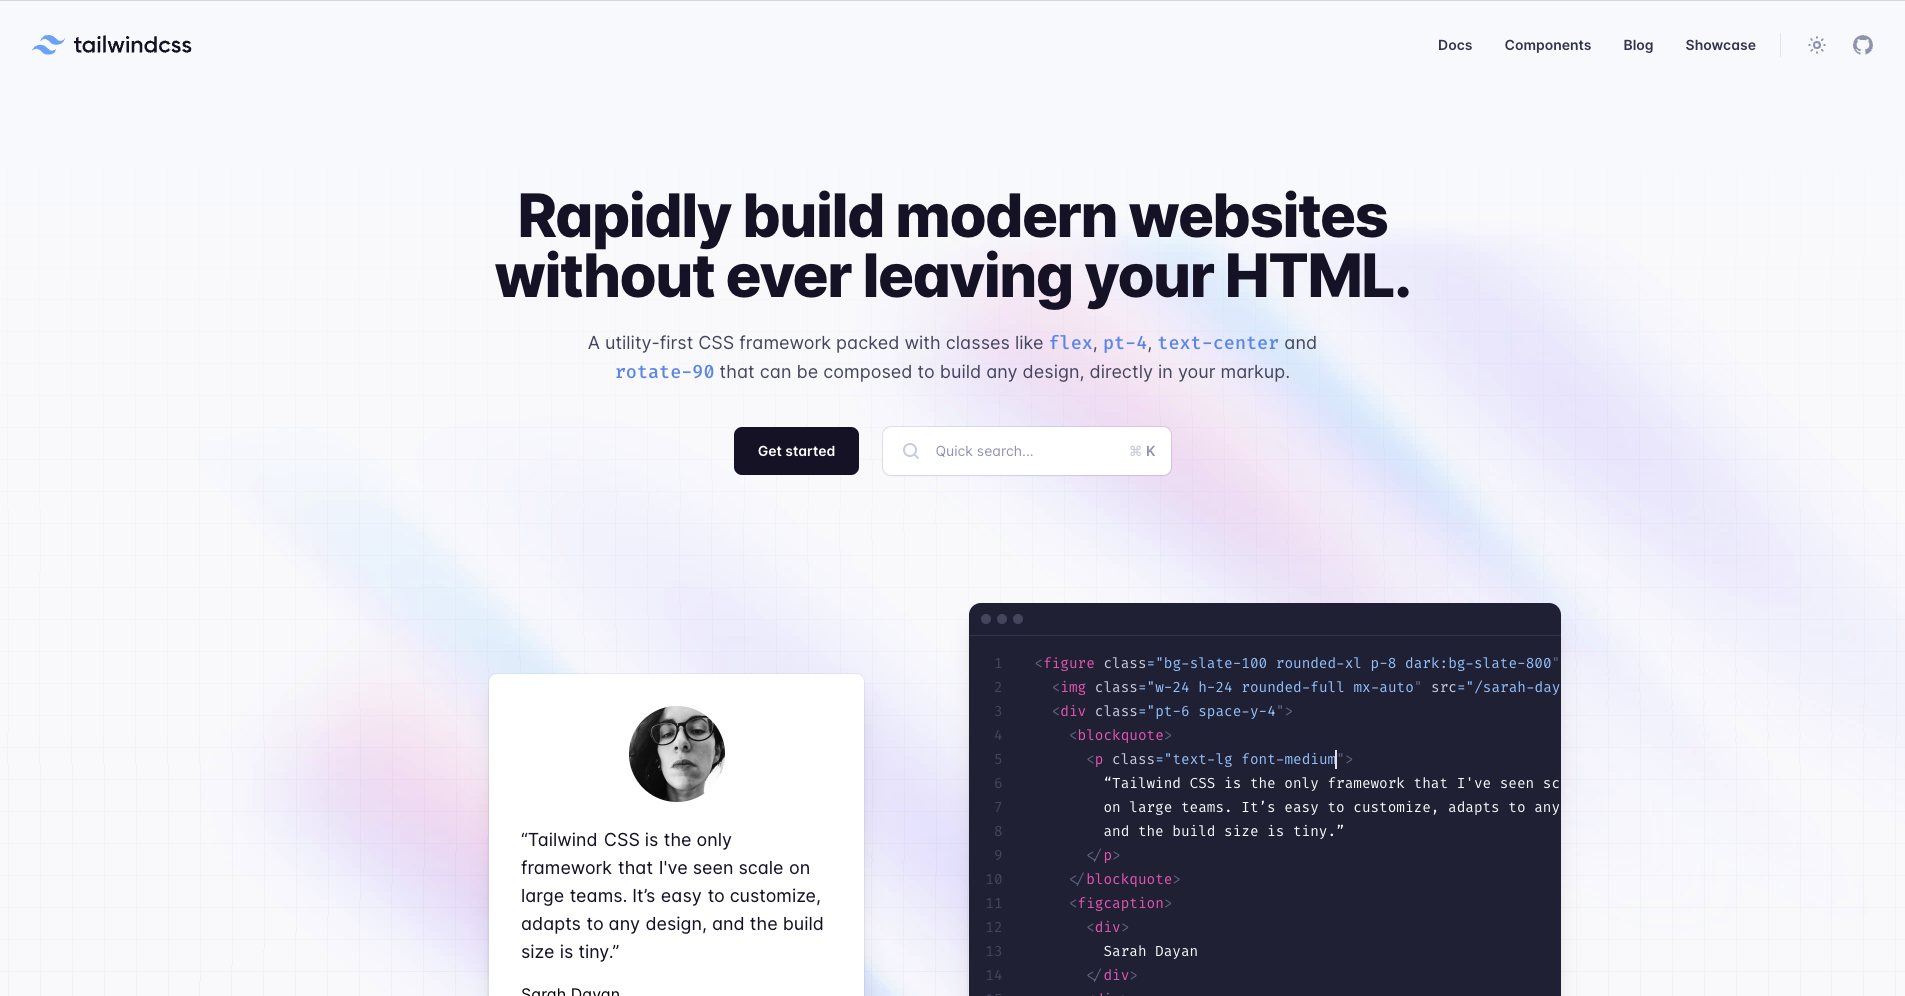 tailwindcss
Docs Components Blog Showcase
Rapidly build modern websites
without ever leaving your HTML.
A utility-first CSS framework packed with classes like flex, pt-4, text-center and
rotate-90 that can be composed to build any design, directly in your markup.
Get started
Quick search... ⌘ K
“Tailwind CSS is the only
framework that I've seen scale on
large teams. It’s easy to customize,
adapts to any design, and the build
size is tiny.”
Sarah Dayan
1 <figure class="bg-slate-100 rounded-xl p-8 dark:bg-slate-800"
2 <img class="w-24 h-24 rounded-full mx-auto" src="/sarah-day
3 <div class="pt-6 space-y-4">
4 <blockquote>
5 <p class="text-lg font-medium">
6 “Tailwind CSS is the only framework that I've seen sc
7 on large teams. It’s easy to customize, adapts to any
8 and the build size is tiny.”
9 </p>
10 </blockquote>
11 <figcaption>
12 <div>
13 Sarah Dayan
14 </div>